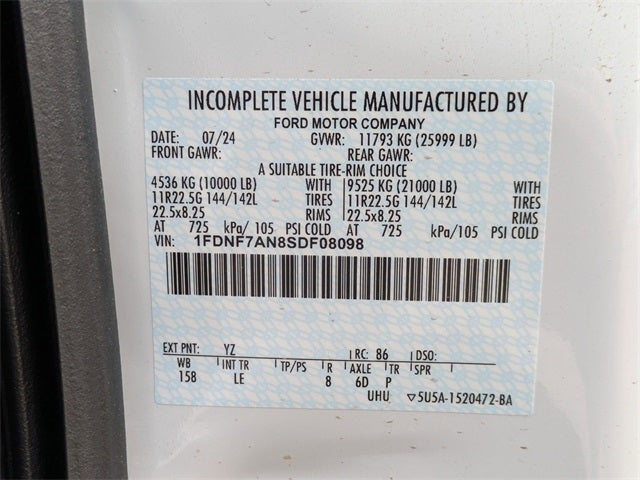 INCOMPLETE VEHICLE MANUFACTURED BY
FORD MOTOR COMPANY
DATE: 07/24 GVWR: 11793 KG (25999 LB)
FRONT GAWR: REAR GAWR:
A SUITABLE TIRE-RIM CHOICE
4536 KG (10000 LB) WITH 9525 KG (21000 LB) WITH
11R22.5G 144/142L TIRES 11R22.5G 144/142L TIRES
22.5x8.25 RIMS 22.5x8.25 RIMS
AT 725 kPa/ 105 PSI COLD AT 725 kPa/105 PSI COLD
VIN: 1FDNF7AN8SDF08098
EXT PNT: YZ RC: 86 DSO:
WB INT TR TP/PS R AXLE TR SPR
158 LE 8 6D P
UHU ▽5U5A-1520472-BA